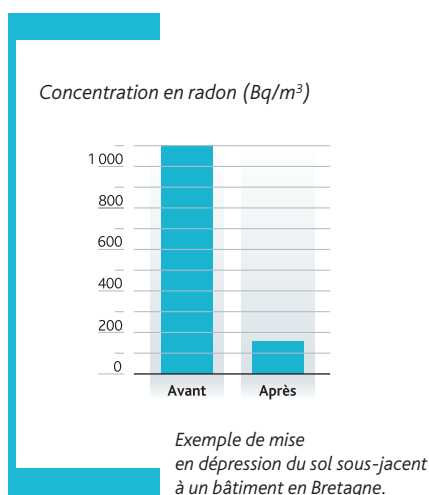 Concentration en radon (Bq/m³)
1 000
800
600
400
200
0
Avant Après
Exemple de mise
en dépression du sol sous-jacent
à un bâtiment en Bretagne.